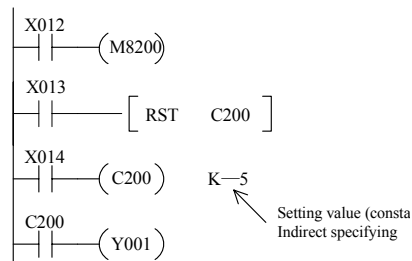 X012
M8200
X013
RST C200
X014
C200 K—5
Setting value (consta
Indirect specifying
C200
Y001